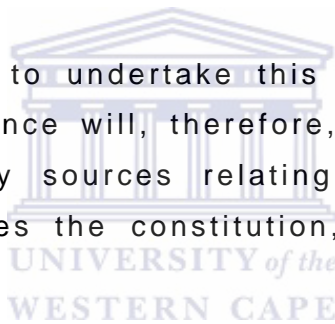 to undertake this
nce will, therefore,
y sources relating
es the constitution,
UNIVERSITY of the
WESTERN CAPE